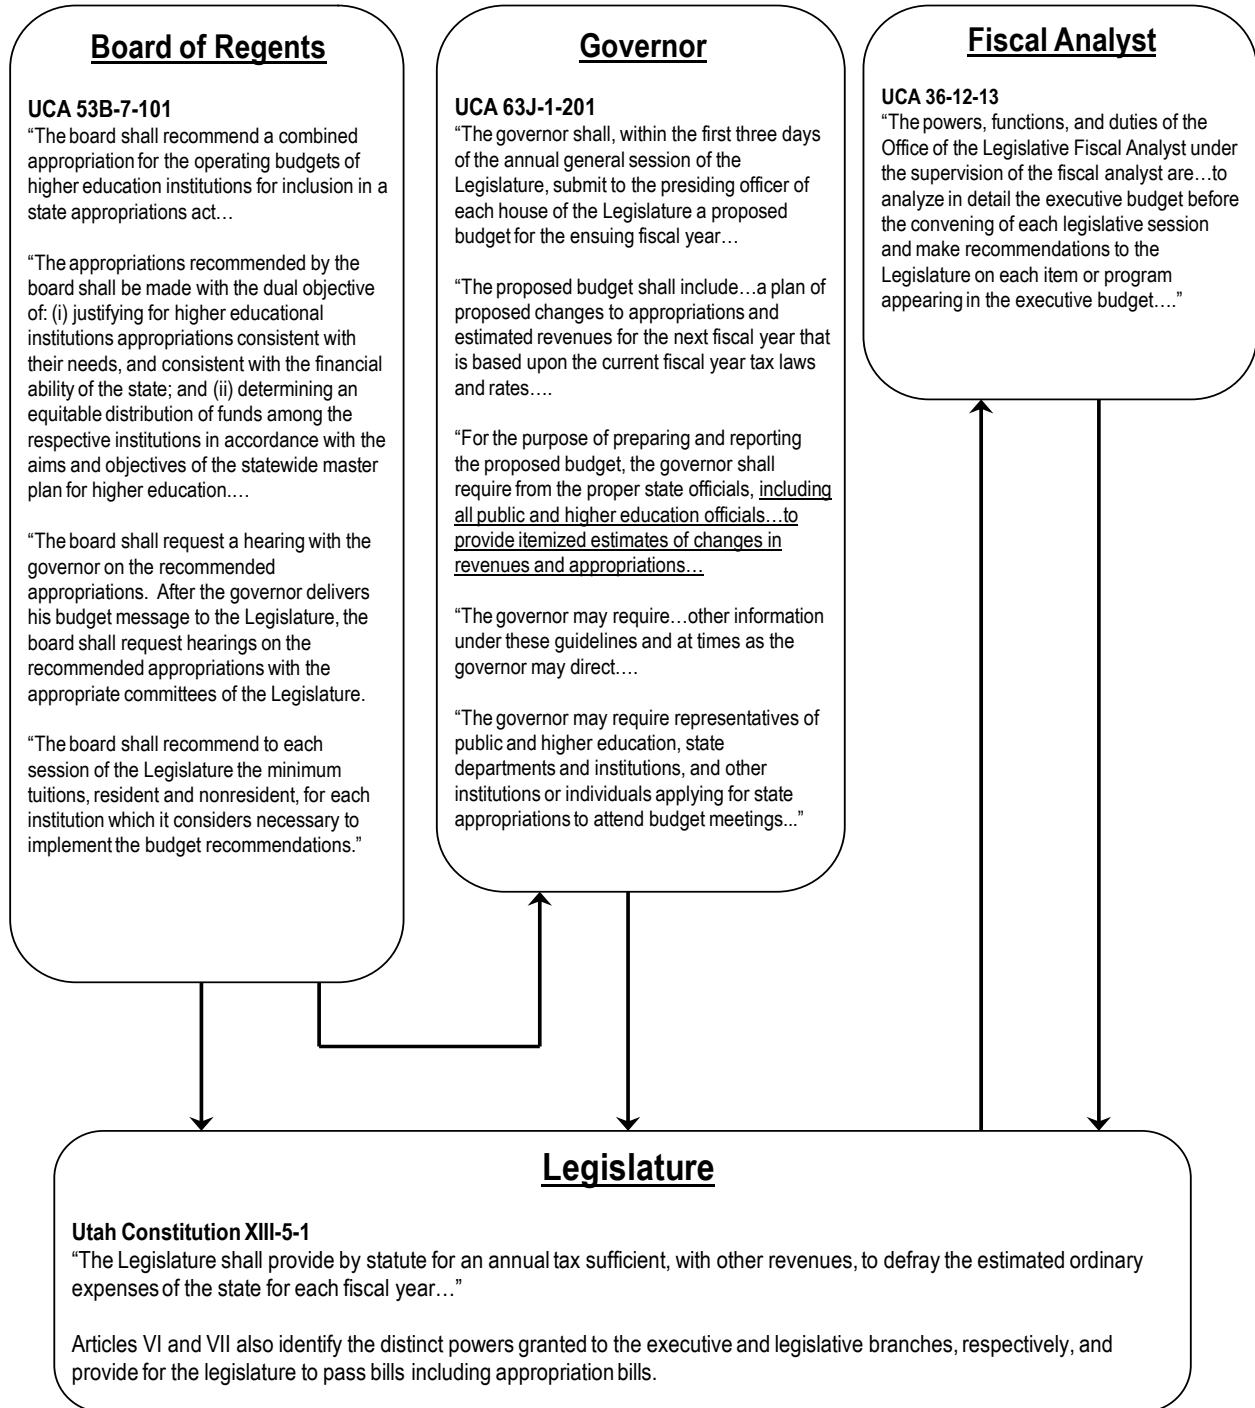 Board of Regents
UCA 53B-7-101
“The board shall recommend a combined
appropriation for the operating budgets of
higher education institutions for inclusion in a
state appropriations act…
“The appropriations recommended by the
board shall be made with the dual objective
of: (i) justifying for higher educational
institutions appropriations consistent with
their needs, and consistent with the financial
ability of the state; and (ii) determining an
equitable distribution of funds among the
respective institutions in accordance with the
aims and objectives of the statewide master
plan for higher education.…
“The board shall request a hearing with the
governor on the recommended
appropriations. After the governor delivers
his budget message to the Legislature, the
board shall request hearings on the
recommended appropriations with the
appropriate committees of the Legislature.
“The board shall recommend to each
session of the Legislature the minimum
tuitions, resident and nonresident, for each
institution which it considers necessary to
implement the budget recommendations.”
Governor
UCA 63J-1-201
“The governor shall, within the first three days
of the annual general session of the
Legislature, submit to the presiding officer of
each house of the Legislature a proposed
budget for the ensuing fiscal year…
“The proposed budget shall include…a plan of
proposed changes to appropriations and
estimated revenues for the next fiscal year that
is based upon the current fiscal year tax laws
and rates….
“For the purpose of preparing and reporting
the proposed budget, the governor shall
require from the proper state officials, including
all public and higher education officials…to
provide itemized estimates of changes in
revenues and appropriations…
“The governor may require…other information
under these guidelines and at times as the
governor may direct….
“The governor may require representatives of
public and higher education, state
departments and institutions, and other
institutions or individuals applying for state
appropriations to attend budget meetings...”
Fiscal Analyst
UCA 36-12-13
“The powers, functions, and duties of the
Office of the Legislative Fiscal Analyst under
the supervision of the fiscal analyst are…to
analyze in detail the executive budget before
the convening of each legislative session
and make recommendations to the
Legislature on each item or program
appearing in the executive budget….”
Legislature
Utah Constitution XIII-5-1
“The Legislature shall provide by statute for an annual tax sufficient, with other revenues, to defray the estimated ordinary
expenses of the state for each fiscal year…”
Articles VI and VII also identify the distinct powers granted to the executive and legislative branches, respectively, and
provide for the legislature to pass bills including appropriation bills.